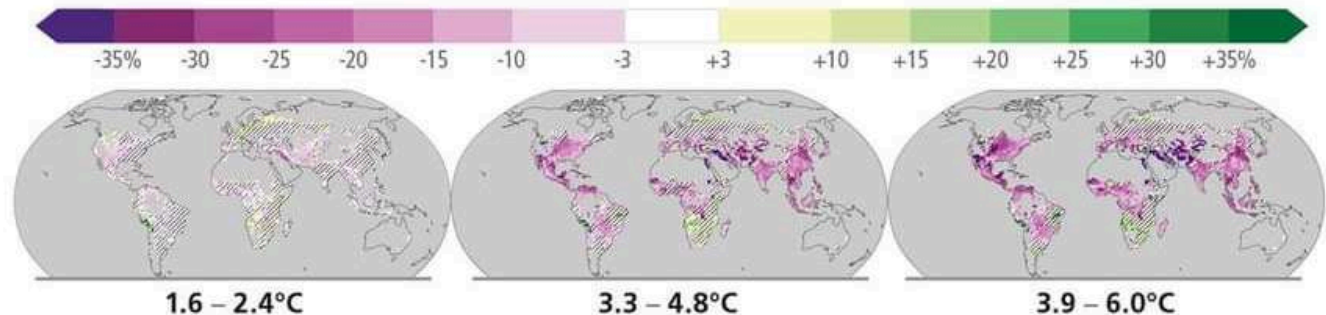 -35% -30 -25 -20 -15 -10 -3 +3 +10 +15 +20 +25 +30 +35%
1.6 – 2.4°C 3.3 – 4.8°C 3.9 – 6.0°C